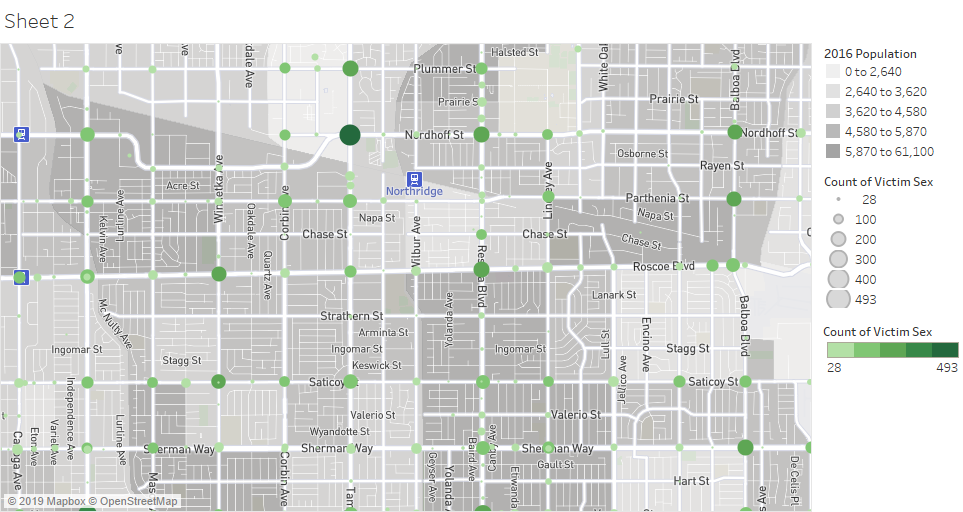 Sheet 2
Halsted St
Plummer St
Prairie S
Prairie St
White Oa
Balboa Blvd
dale Ave
Nordhoff St
Nordhoff St
Osborne St
Rayen St
Northridge
Acre St
Winnetka Ave
Corbin Ave
Lurline Ave
Kelvin Ave
Oakdale Ave
Quartz Ave
Napa St
Chase St
Wilbur Ave
Lindley Ave
Parthenia St
Napa St
Chase St
Chase St
Roscoe Blvd
Reseda Blvd
Lanark St
Mc Nulty Ave
Strathern St
Arminta St
Ingomar St
Keswick St
Yolanda Ave
Ingomar St
Ingomar St
Stagg St
Encino Ave
Stagg St
Balboa Blvd
Lull St
Saticoy St
Saticoy St
Independence Ave
Variel Ave
Eton Ave
Lurline Ave
Valerio St
Wyandotte St
Valerio St
Sherman Way
Sherman Way
Sherman Way
Gault St
Hart St
Corbin Ave
Geyser Ave
Yolanda
Baird Ave
Canby Ave
Etiwanda
De Celis Pl
© 2019 Mapbox © OpenStreetMap
2016 Population
0 to 2,640
2,640 to 3,620
3,620 to 4,580
4,580 to 5,870
5,870 to 61,100
Count of Victim Sex
28
100
200
300
400
493
Count of Victim Sex
28
493